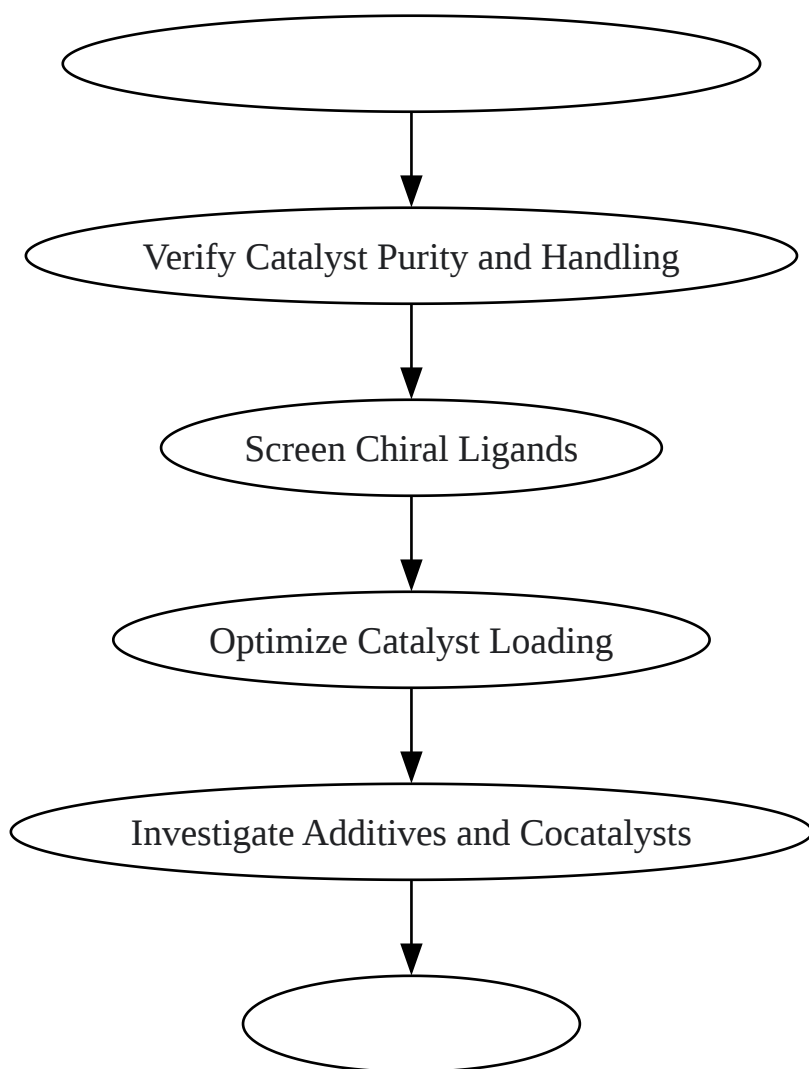 Verify Catalyst Purity and Handling
Screen Chiral Ligands
Optimize Catalyst Loading
Investigate Additives and Cocatalysts